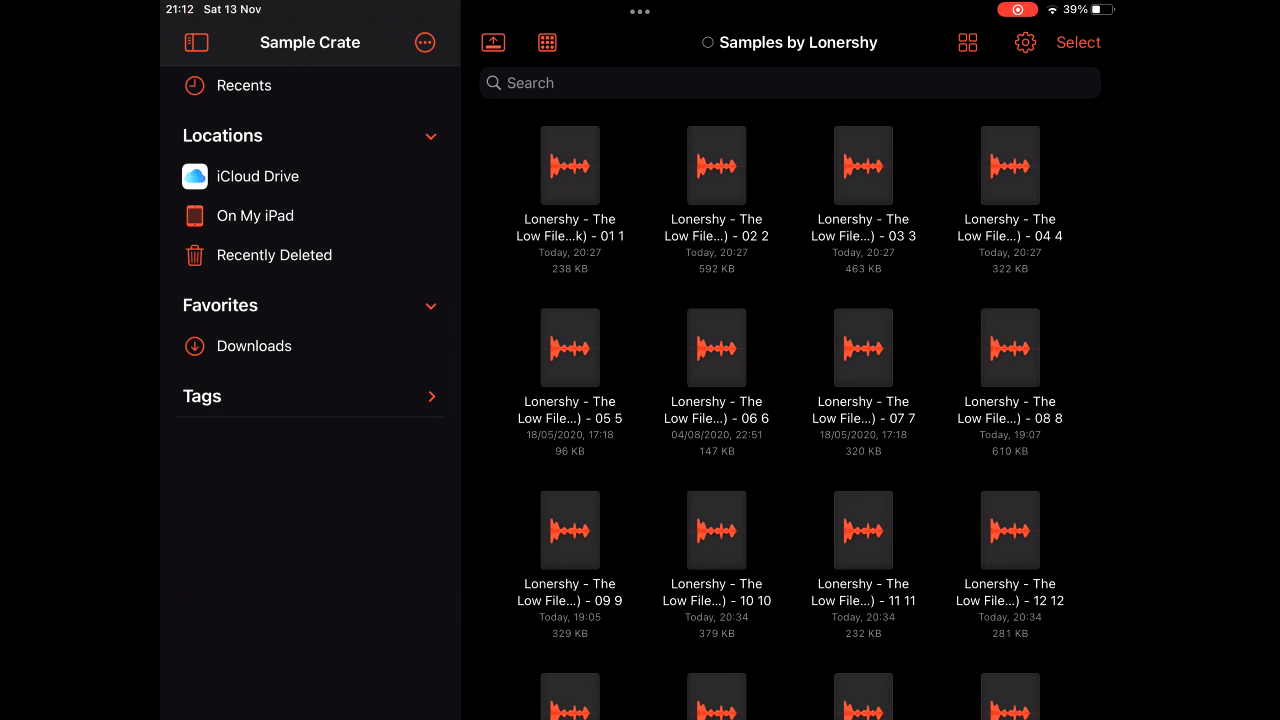 21:12 Sat 13 Nov
39%
Sample Crate
Recents
Locations
iCloud Drive
On My iPad
Recently Deleted
Favorites
Downloads
Tags
Samples by Lonershy
Select
Search
Lonershy - The
Low File...k) - 01 1
Today, 20:27
238 KB
Lonershy - The
Low File...) - 02 2
Today, 20:27
592 KB
Lonershy - The
Low File...) - 03 3
Today, 20:27
463 KB
Lonershy - The
Low File...) - 04 4
Today, 20:27
322 KB
Lonershy - The
Low File...) - 05 5
18/05/2020, 17:18
96 KB
Lonershy - The
Low File...) - 06 6
04/08/2020, 22:51
147 KB
Lonershy - The
Low File...) - 07 7
18/05/2020, 17:18
320 KB
Lonershy - The
Low File...) - 08 8
Today, 19:07
610 KB
Lonershy - The
Low File...) - 09 9
Today, 19:05
329 KB
Lonershy - The
Low File...) - 10 10
Today, 20:34
379 KB
Lonershy - The
Low File...) - 11 11
Today, 20:34
232 KB
Lonershy - The
Low File...) - 12 12
Today, 20:34
281 KB